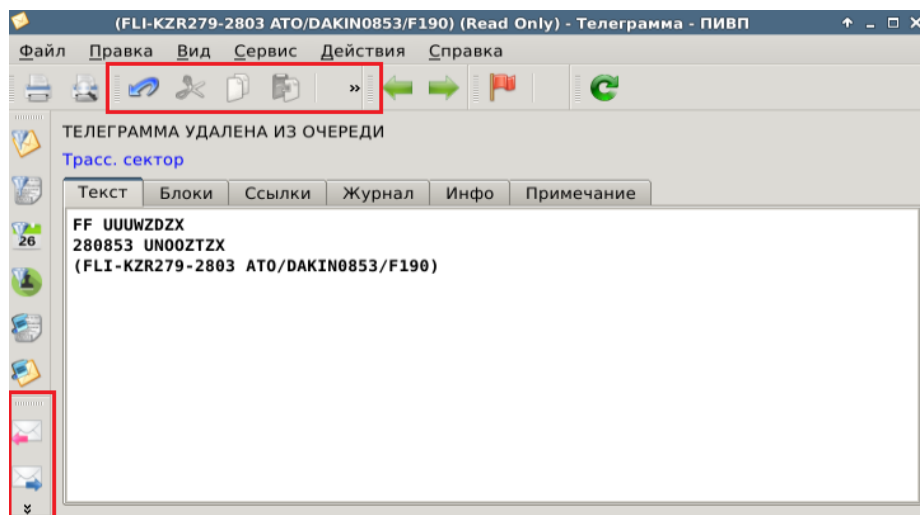 (FLI-KZR279-2803 ATO/DAKIN0853/F190) (Read Only) - Телеграмма - ПИВП
Файл Правка Вид Сервис Действия Справка
ТЕЛЕГРАММА УДАЛЕНА ИЗ ОЧЕРЕДИ
Трасс. сектор
Текст Блоки Ссылки Журнал Инфо Примечание
26
FF UUUWZDZX
280853 UNOOZTZX
(FLI-KZR279-2803 ATO/DAKIN0853/F190)